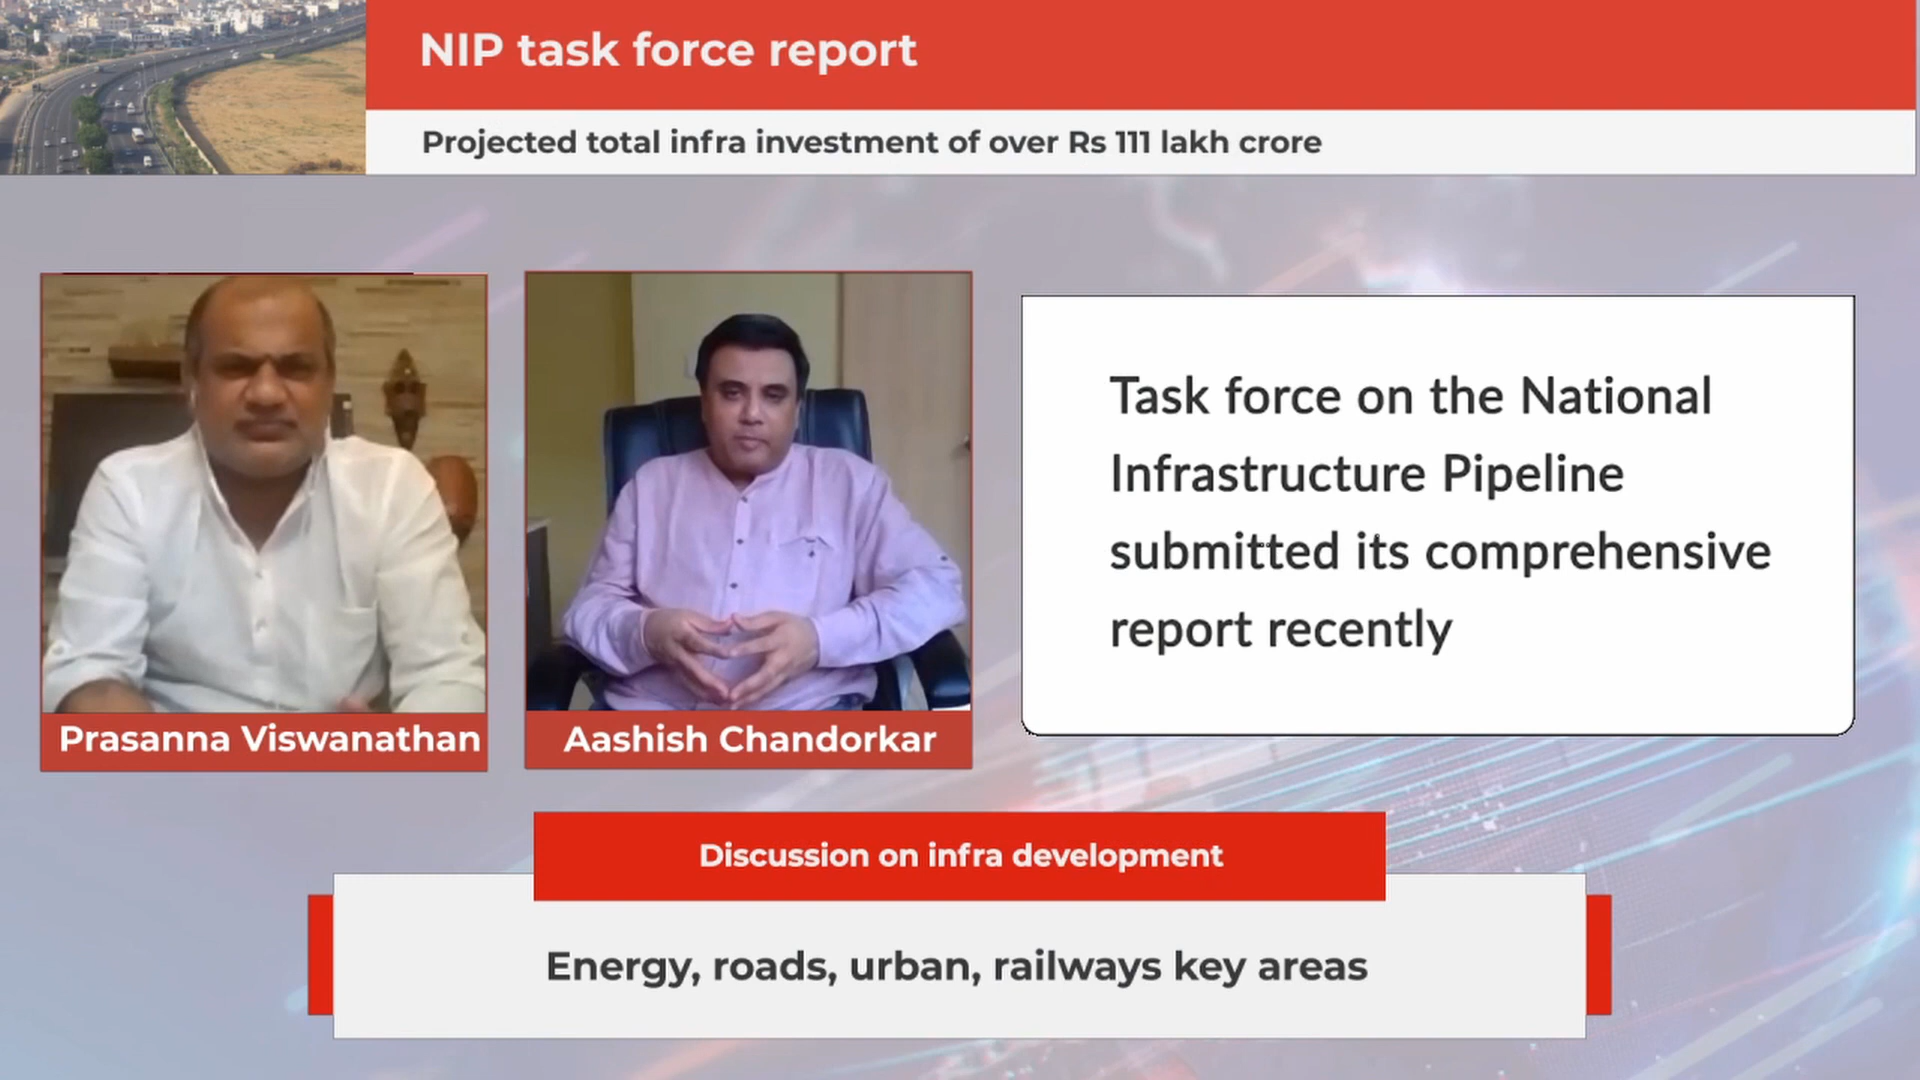 NIP task force report
Projected total infra investment of over Rs 111 lakh crore
Prasanna Viswanathan
Aashish Chandorkar
Task force on the National
Infrastructure Pipeline
submitted its comprehensive
report recently
Discussion on infra development
Energy, roads, urban, railways key areas